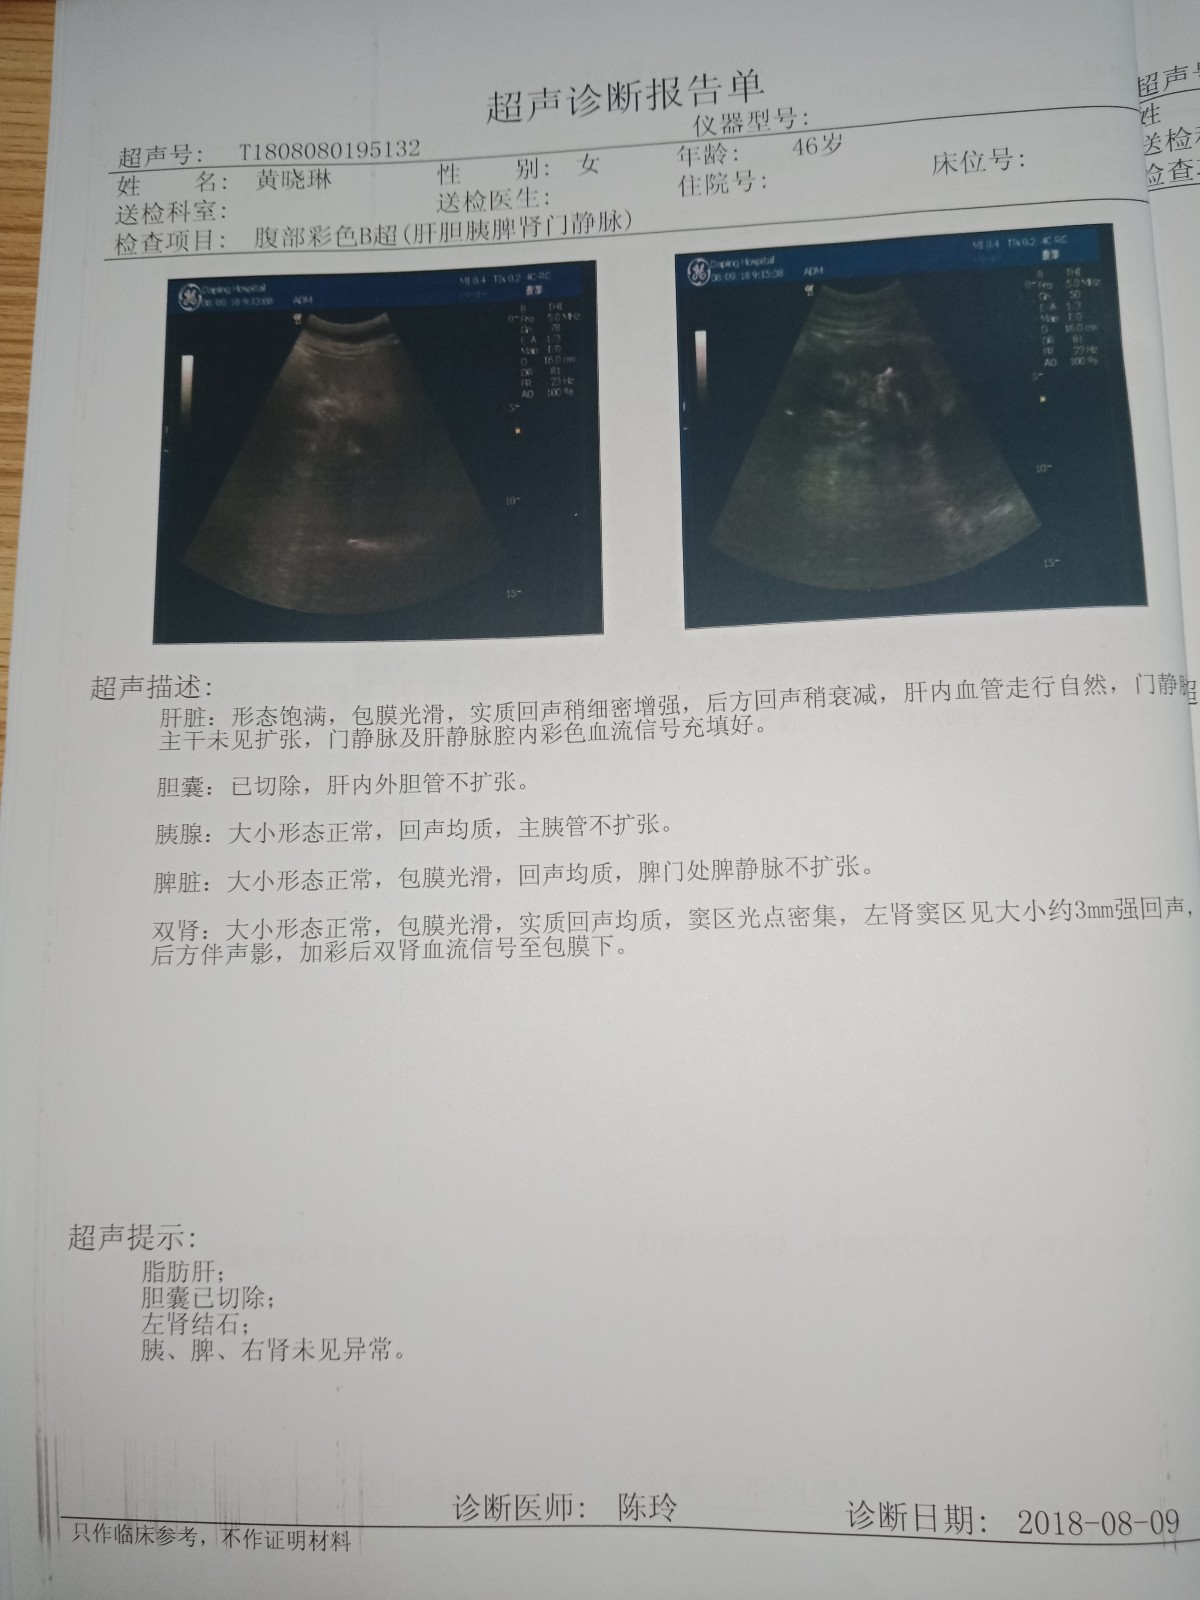 超声诊断报告单
仪器型号:
超声号: T1808080195132
姓 名: 黄晓琳 性 别: 女 年龄: 46岁 床位号:
送检科室: 送检医生: 住院号:
检查项目: 腹部彩色B超(肝胆胰脾肾门静脉)
超声描述:
肝脏: 形态饱满, 包膜光滑, 实质回声稍细密增强, 后方回声稍衰减, 肝内血管走行自然, 门静
主干未见扩张, 门静脉及肝静脉腔内彩色血流信号充填好。
胆囊: 已切除, 肝内外胆管不扩张。
胰腺: 大小形态正常, 回声均质, 主胰管不扩张。
脾脏: 大小形态正常, 包膜光滑, 回声均质, 脾门处脾静脉不扩张。
双肾: 大小形态正常, 包膜光滑, 实质回声均质, 窦区光点密集, 左肾窦区见大小约3mm强回声,
后方伴声影, 加彩后双肾血流信号至包膜下。
超声提示:
脂肪肝;
胆囊已切除;
左肾结石;
胰、脾、右肾未见异常。
诊断医师: 陈玲 诊断日期: 2018-08-09
只作临床参考, 不作证明材料
超声
姓
送检
检查
超